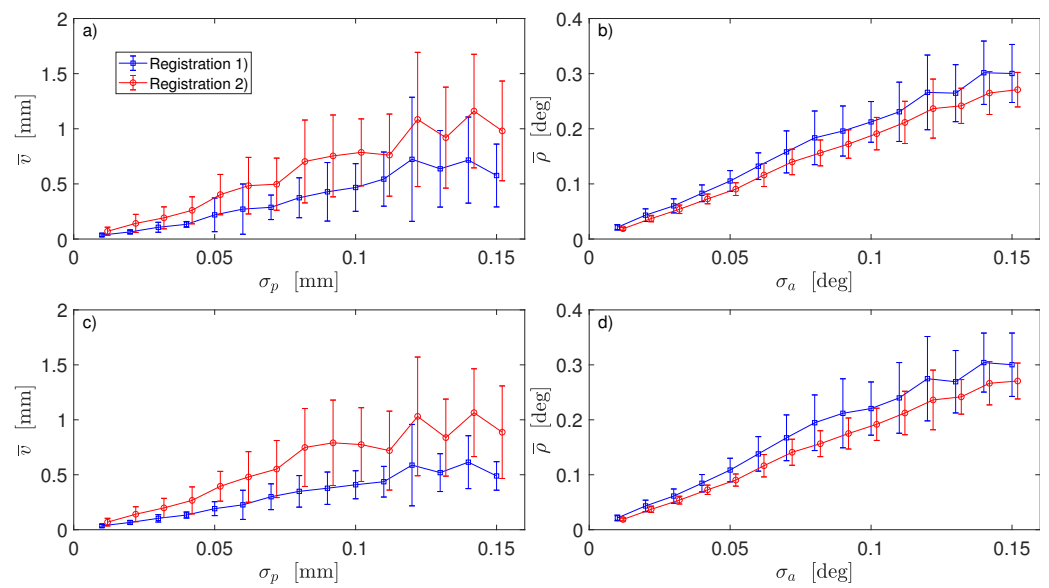 a)
2
1.5
1
0.5
0
v̅ [mm]
Registration 1)
Registration 2)
0 0.05 0.1 0.15
σp [mm]
b)
0.4
0.3
0.2
0.1
0
ρ̅ [deg]
0 0.05 0.1 0.15
σa [deg]
c)
2
1.5
1
0.5
0
v̅ [mm]
0 0.05 0.1 0.15
σp [mm]
d)
0.4
0.3
0.2
0.1
0
ρ̅ [deg]
0 0.05 0.1 0.15
σa [deg]